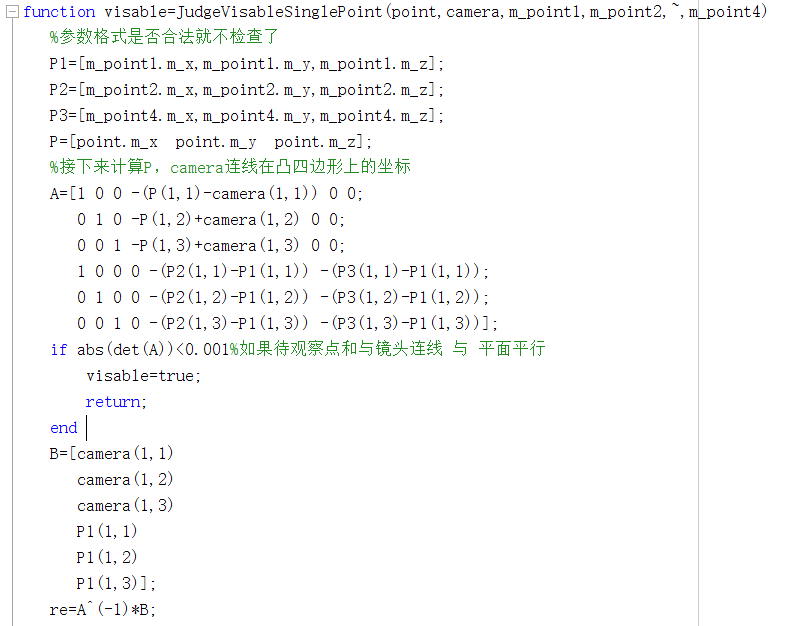 function visable=JudgeVisableSinglePoint(point,camera,m_point1,m_point2,~,m_point4)
%参数格式是否合法就不检查了
P1=[m_point1.m_x,m_point1.m_y,m_point1.m_z];
P2=[m_point2.m_x,m_point2.m_y,m_point2.m_z];
P3=[m_point4.m_x,m_point4.m_y,m_point4.m_z];
P=[point.m_x  point.m_y  point.m_z];
%接下来计算P，camera连线在凸四边形上的坐标
A=[1 0 0 -(P(1,1)-camera(1,1)) 0 0;
0 1 0 -P(1,2)+camera(1,2) 0 0;
0 0 1 -P(1,3)+camera(1,3) 0 0;
1 0 0 0 -(P2(1,1)-P1(1,1)) -(P3(1,1)-P1(1,1));
0 1 0 0 -(P2(1,2)-P1(1,2)) -(P3(1,2)-P1(1,2));
0 0 1 0 -(P2(1,3)-P1(1,3)) -(P3(1,3)-P1(1,3))];
if abs(det(A))<0.001%如果待观察点和与镜头连线 与 平面平行
visable=true;
return;
end
B=[camera(1,1)
camera(1,2)
camera(1,3)
P1(1,1)
P1(1,2)
P1(1,3)];
re=A^(-1)*B;